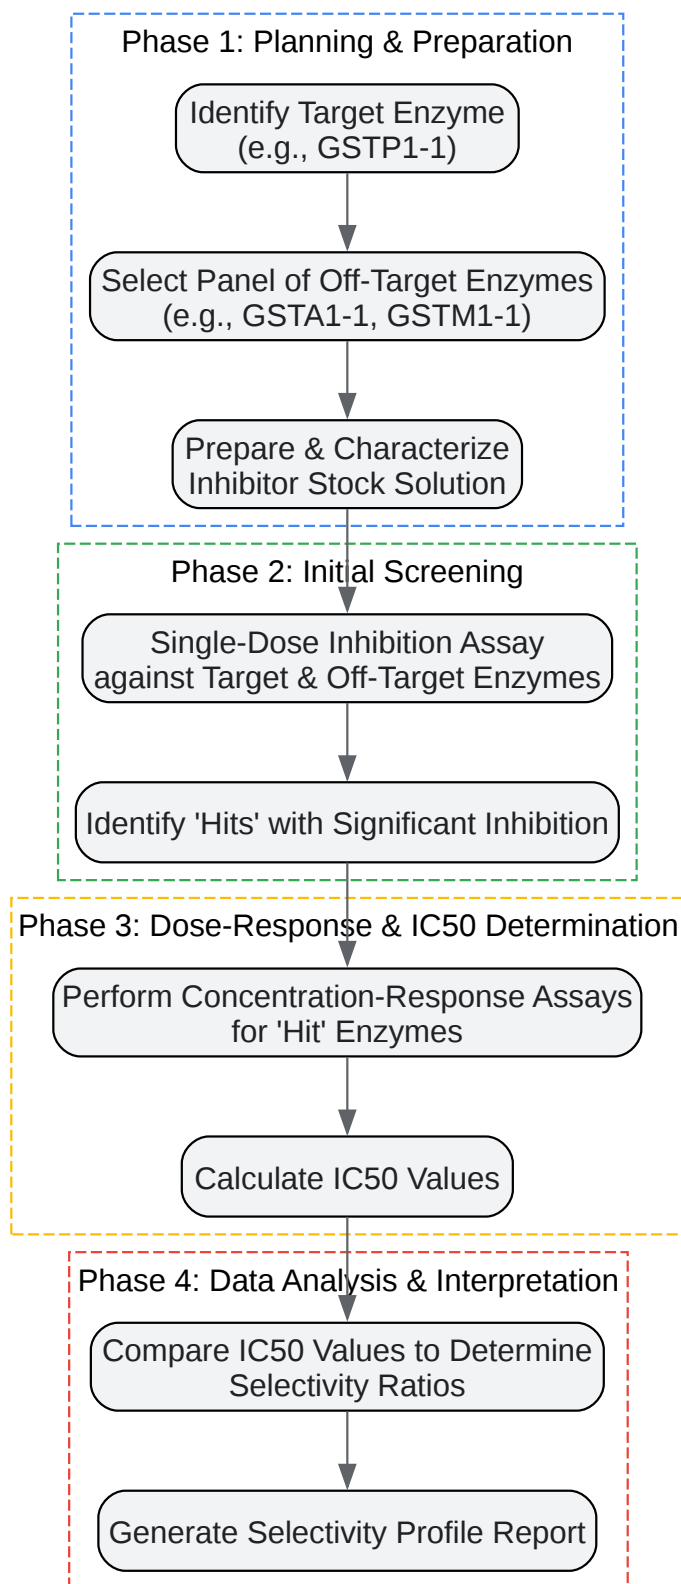 Phase 1: Planning & Preparation
Identify Target Enzyme
(e.g., GSTP1-1)
Select Panel of Off-Target Enzymes
(e.g., GSTA1-1, GSTM1-1)
Prepare & Characterize
Inhibitor Stock Solution
Phase 2: Initial Screening
Single-Dose Inhibition Assay
against Target & Off-Target Enzymes
Identify 'Hits' with Significant Inhibition
Phase 3: Dose-Response & IC50 Determination
Perform Concentration-Response Assays
for 'Hit' Enzymes
Calculate IC50 Values
Phase 4: Data Analysis & Interpretation
Compare IC50 Values to Determine
Selectivity Ratios
Generate Selectivity Profile Report